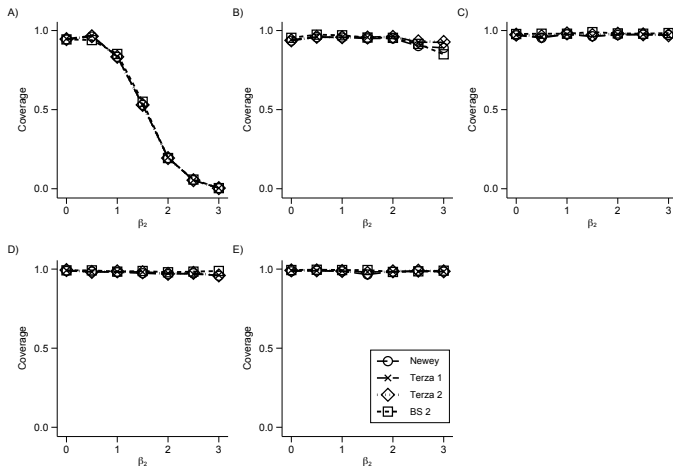 A)
1.0
0.5
0.0
Coverage
0 1 2 3
β₂
B)
1.0
0.5
0.0
Coverage
0 1 2 3
β₂
C)
1.0
0.5
0.0
Coverage
0 1 2 3
β₂
D)
1.0
0.5
0.0
Coverage
0 1 2 3
β₂
E)
1.0
0.5
0.0
Coverage
0 1 2 3
β₂
Newey
Terza 1
Terza 2
BS 2